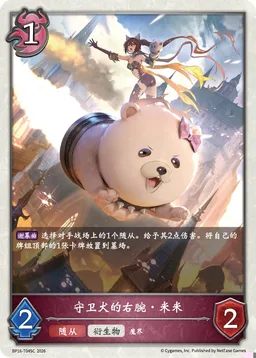 1
谢幕曲 选择对手战场上的1个随从。给予其2点伤害。将自己的
牌组顶部的1张卡牌放置到墓场。
守卫犬的右腕·米米
2
随从 衍生物 魔界
2
BP16-T04SC 2026
© Cygames, Inc. Published by NetEase Games